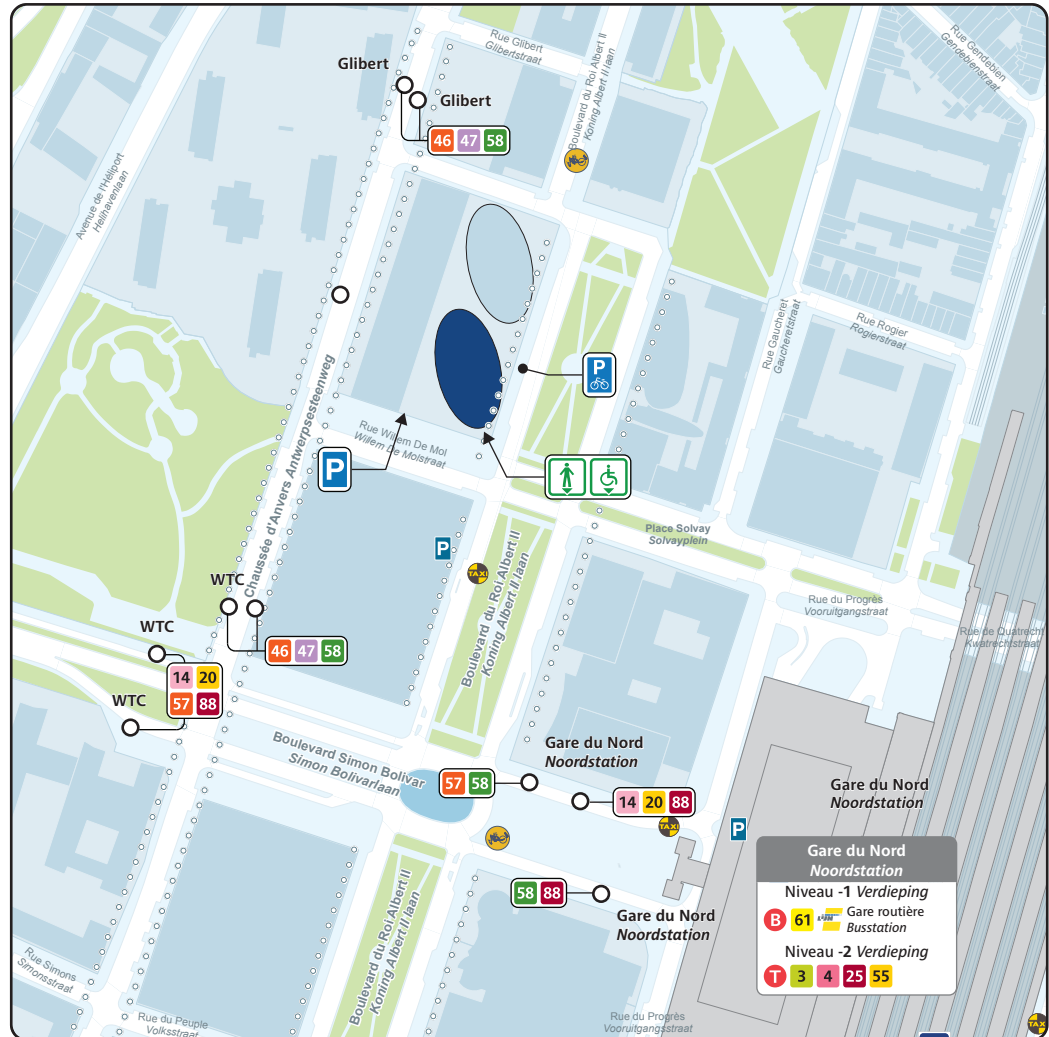 Rue Glibert
Glibertstraat
Boulevard du Roi Albert II
Koning Albert II laan
Rue Gendebien
Gendebienstraat
Glibert
Glibert
46 47 58
Avenue de l'Héliport
Helihavenlaan
Rue Gaucheret
Gaucheretstraat
Rue Rogier
Rogierstraat
P
Chaussée d'Anvers Antwerpsesteenweg
Rue Willem De Mol
Willem De Molstraat
P
Place Solvay
Solvayplein
P
TAXI
Boulevard du Roi Albert II
Koning Albert II laan
WTC
Rue du Progrès
Vooruitgangstraat
Rue de Quatrecht
Kwatrechtstraat
WTC
46 47 58
14 20
57 88
WTC
Boulevard Simon Bolivar
Simon Bolivarlaan
Gare du Nord
Noordstation
57 58
14 20 88
TAXI
P
Gare du Nord
Noordstation
Gare du Nord
Noordstation
Niveau -1 Verdieping
B 61 Gare routière
Busstation
Niveau -2 Verdieping
T 3 4 25 55
58 88
Gare du Nord
Noordstation
Boulevard du Roi Albert II
Koning Albert II laan
Rue Simons
Simonsstraat
Rue du Peuple
Volksstraat
Rue du Progrès
Vooruitgangsstraat
TAXI